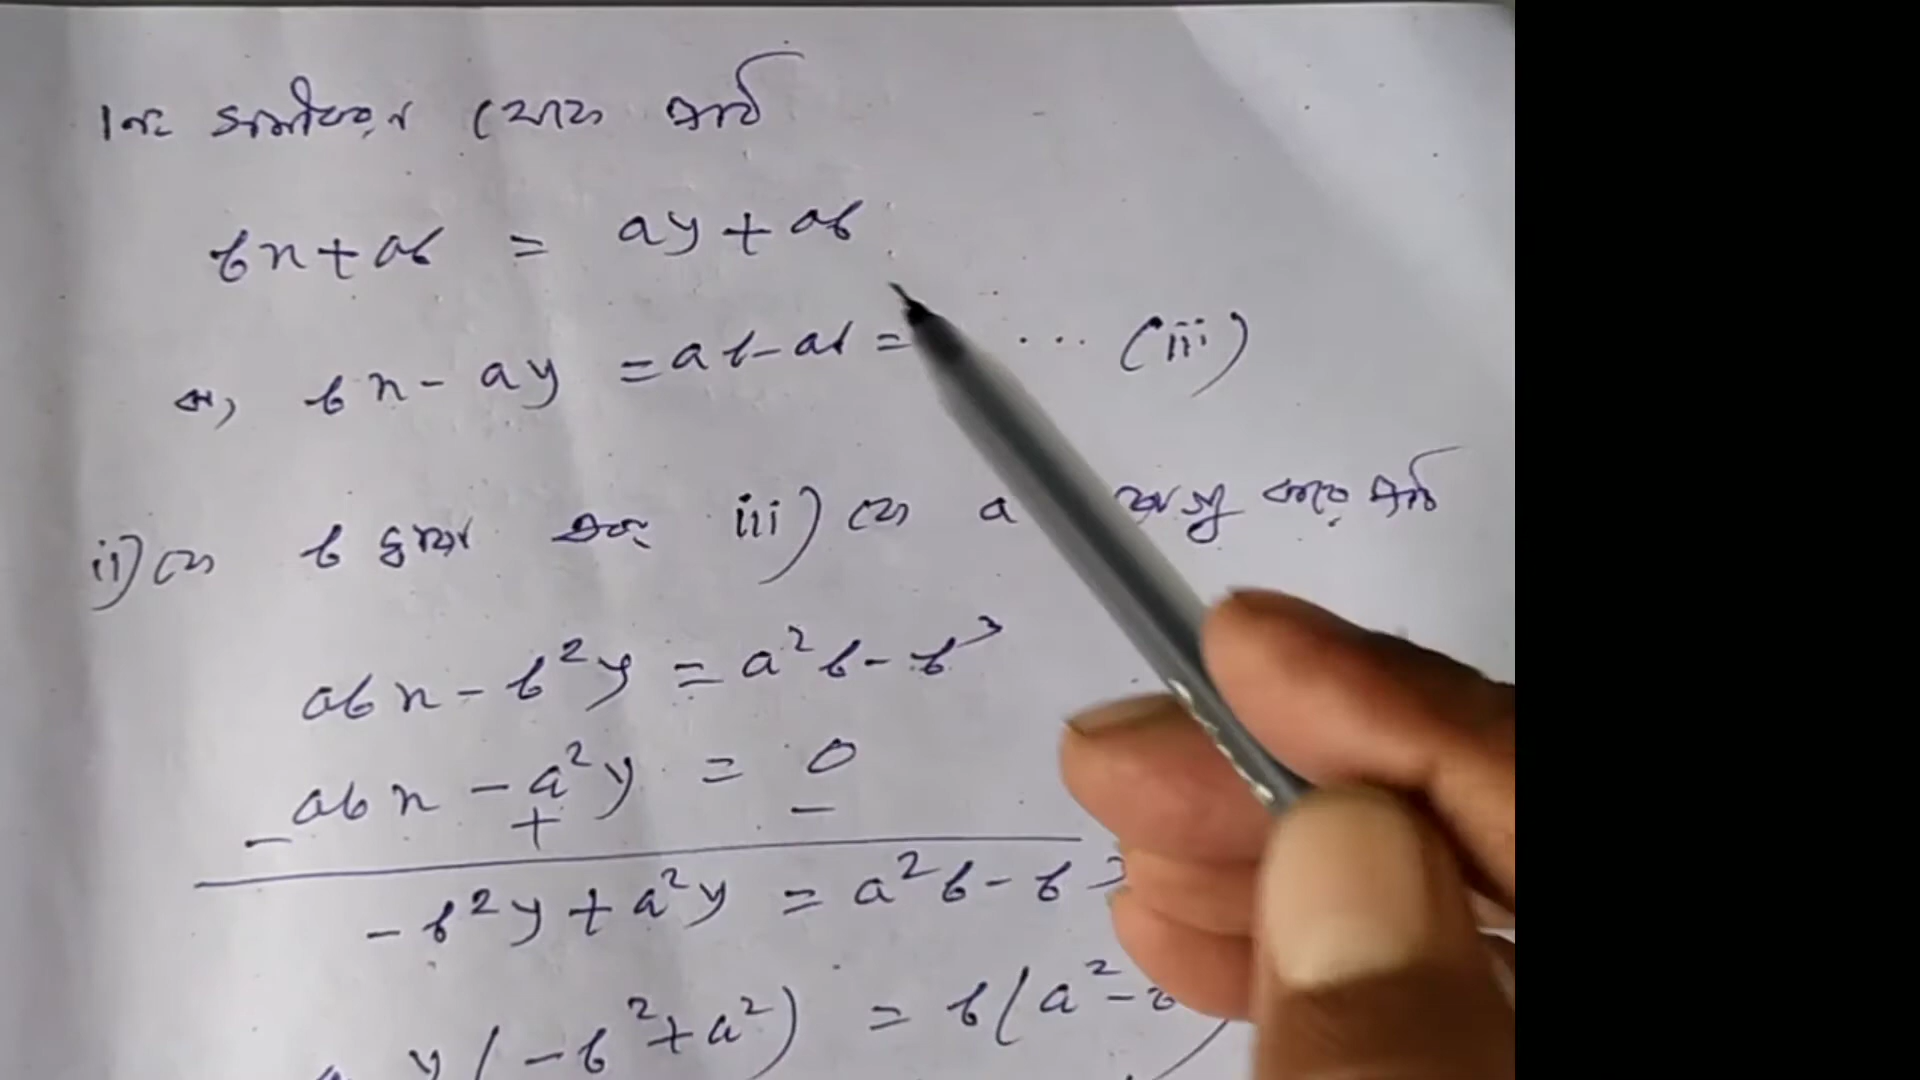 ১নং সমীকরণ থেকে পাই
bx + ab = ay + ab
বা, bx - ay = ab - ab = ... (iii)
ii) কে b দ্বারা এবং iii) কে a গুণ করে পাই
abx - b²y = a²b - b³
abx - a²y = 0
- + -
-b²y + a²y = a²b - b³
y(-b² + a²) = b(a² -